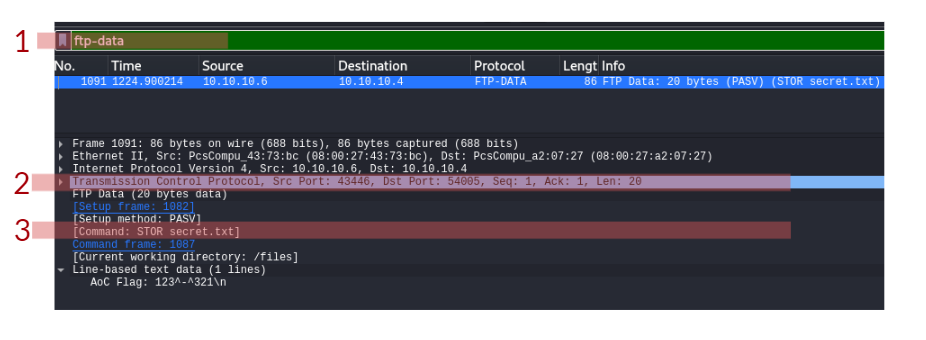 1 ftp-data
No. Time Source Destination Protocol Lengt Info
1091 1224.900214 10.10.10.6 10.10.10.4 FTP-DATA 86 FTP Data: 20 bytes (PASV) (STOR secret.txt)
Frame 1091: 86 bytes on wire (688 bits), 86 bytes captured (688 bits)
Ethernet II, Src: PcsCompu_43:73:bc (08:00:27:43:73:bc), Dst: PcsCompu_a2:07:27 (08:00:27:a2:07:27)
Internet Protocol Version 4, Src: 10.10.10.6, Dst: 10.10.10.4
2 Transmission Control Protocol, Src Port: 43446, Dst Port: 54005, Seq: 1, Ack: 1, Len: 20
FTP Data (20 bytes data)
[Setup frame: 1082]
[Setup method: PASV]
3 [Command: STOR secret.txt]
Command frame: 1087
[Current working directory: /files]
Line-based text data (1 lines)
AoC Flag: 123^-^321\n